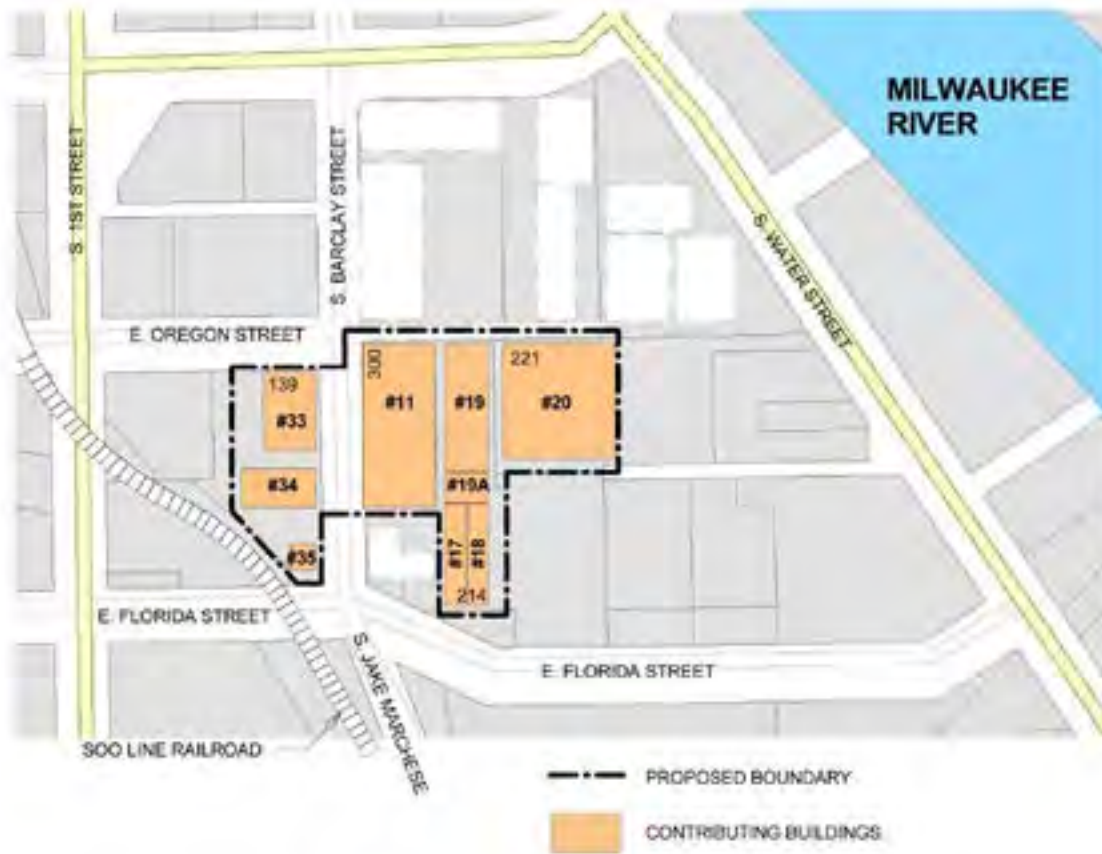 MILWAUKEE
RIVER
S. 1ST STREET
S. BARCLAY STREET
S. WATER STREET
E. OREGON STREET
139
#33
300
#11
#19
221
#20
#34
#19A
#35
#17
#18
214
E. FLORIDA STREET
E. FLORIDA STREET
S. JAKE MARCHESE
SOO LINE RAILROAD
PROPOSED BOUNDARY
CONTRIBUTING BUILDINGS